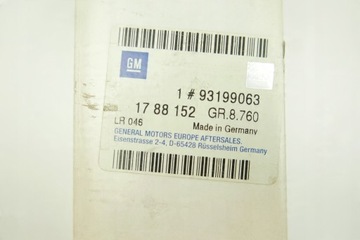 GM
1 # 93199063
17 88 152 GR.8.760
LR 046 Made in Germany
GENERAL MOTORS EUROPE AFTERSALES.
Eisenstrasse 2-4, D-65428 Rüsselsheim Germany